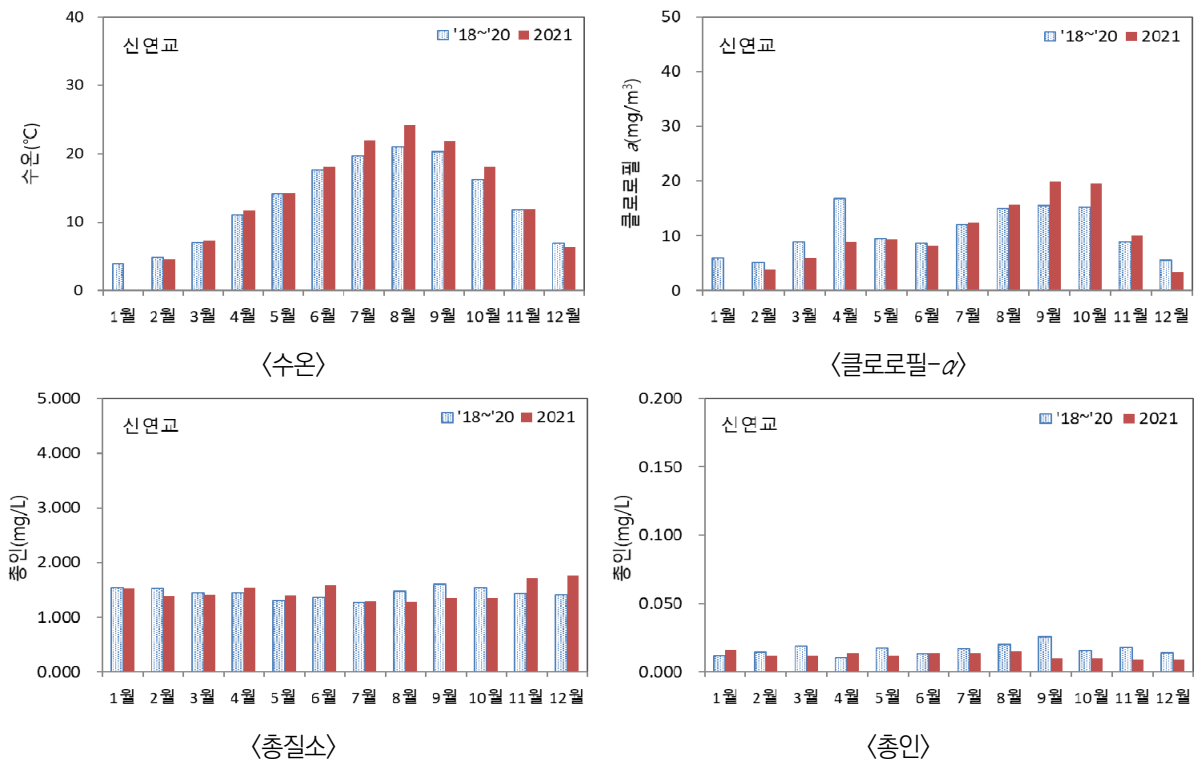 신연교
'18~'20 2021
수온(℃)
40
30
20
10
0
1월 2월 3월 4월 5월 6월 7월 8월 9월 10월 11월 12월
〈수온〉
신연교
'18~'20 2021
클로로필 a(mg/m³)
50
40
30
20
10
0
1월 2월 3월 4월 5월 6월 7월 8월 9월 10월 11월 12월
〈클로로필-α〉
신연교
'18~'20 2021
총인(mg/L)
5.000
4.000
3.000
2.000
1.000
0.000
1월 2월 3월 4월 5월 6월 7월 8월 9월 10월 11월 12월
〈총질소〉
신연교
'18~'20 2021
총인(mg/L)
0.200
0.150
0.100
0.050
0.000
1월 2월 3월 4월 5월 6월 7월 8월 9월 10월 11월 12월
〈총인〉